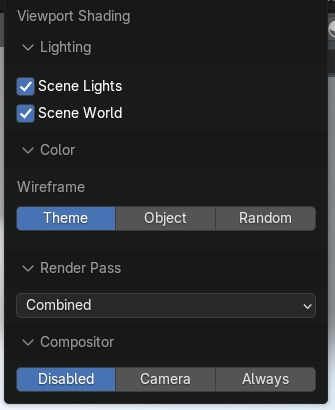 Viewport Shading
Lighting
Scene Lights
Scene World
Color
Wireframe
Theme Object Random
Render Pass
Combined
Compositor
Disabled Camera Always